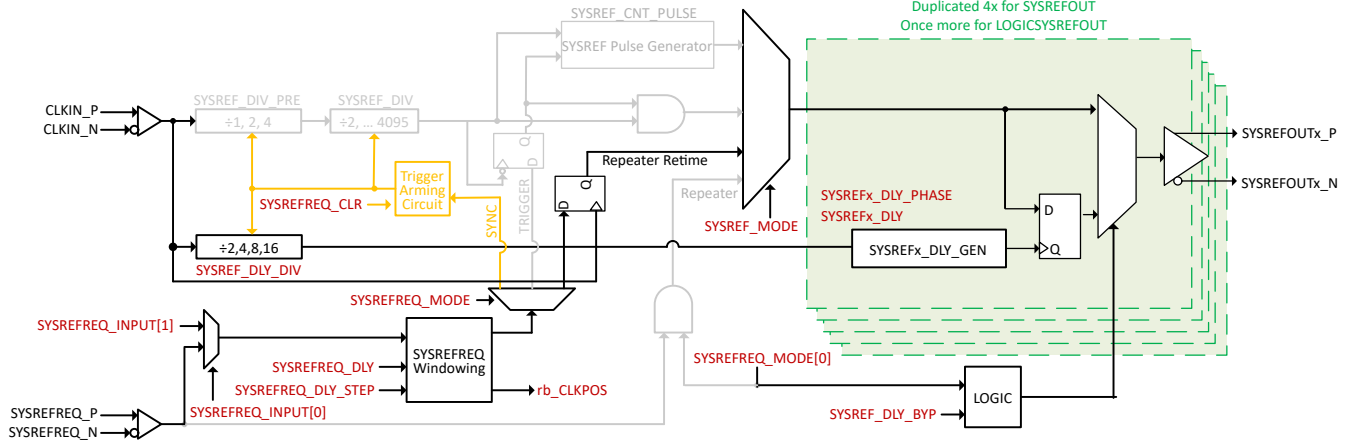 Duplicated 4x for SYSREFOUT
Once more for LOGICSYSREFOUT
SYSREF_CNT_PULSE
SYSREF Pulse Generator
SYSREF_DIV_PRE
SYSREF_DIV
÷1, 2, 4
÷2, ... 4095
CLKIN_P
CLKIN_N
SYSREFOUTx_P
SYSREFOUTx_N
Q
D
TRIGGER
Repeater Retime
Repeater
Trigger
Arming
Circuit
SYSREFREQ_CLR
SYNC
Q
D
SYSREF_MODE
SYSREFx_DLY_PHASE
SYSREFx_DLY
SYSREFx_DLY_GEN
D
Q
÷2,4,8,16
SYSREF_DLY_DIV
SYSREFREQ_MODE
SYSREFREQ_INPUT[1]
SYSREFREQ
Windowing
SYSREFREQ_DLY
SYSREFREQ_DLY_STEP
rb_CLKPOS
SYSREFREQ_MODE[0]
SYSREFREQ_P
SYSREFREQ_N
SYSREFREQ_INPUT[0]
SYSREF_DLY_BYP
LOGIC